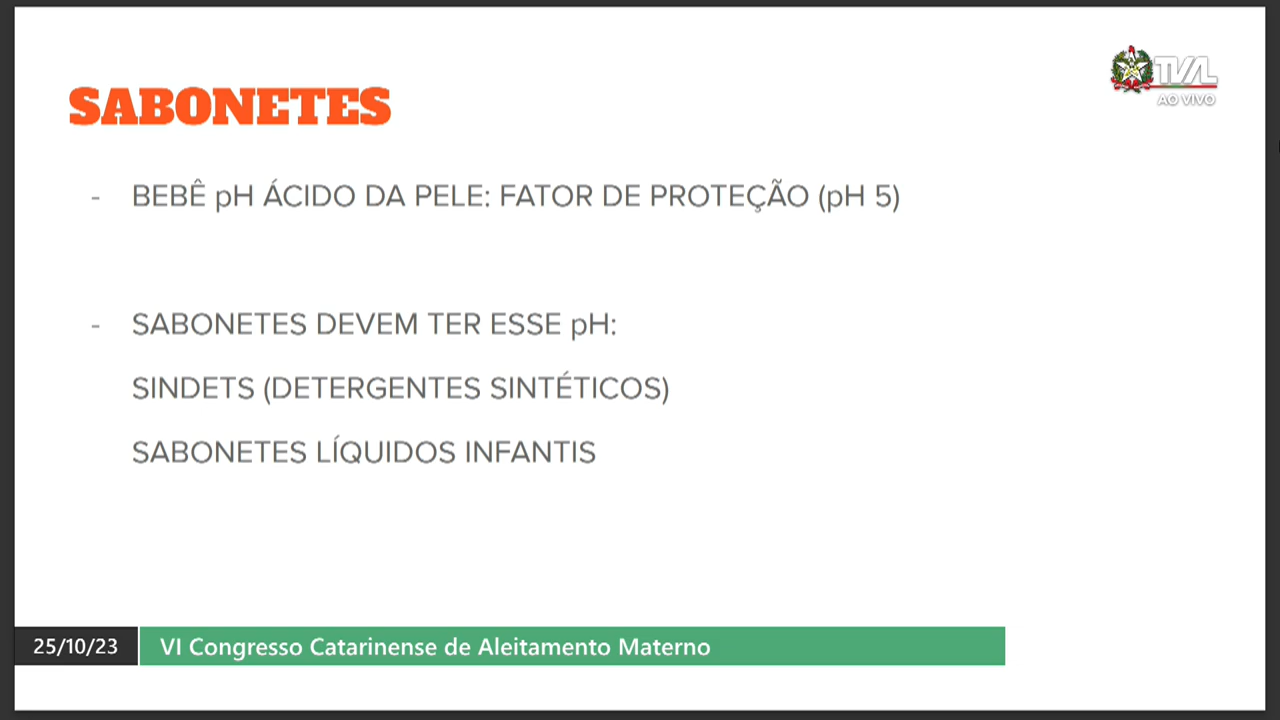 TVAL
AO VIVO
SABONETES
- BEBÊ pH ÁCIDO DA PELE: FATOR DE PROTEÇÃO (pH 5)
- SABONETES DEVEM TER ESSE pH:
SINDETS (DETERGENTES SINTÉTICOS)
SABONETES LÍQUIDOS INFANTIS
25/10/23 VI Congresso Catarinense de Aleitamento Materno